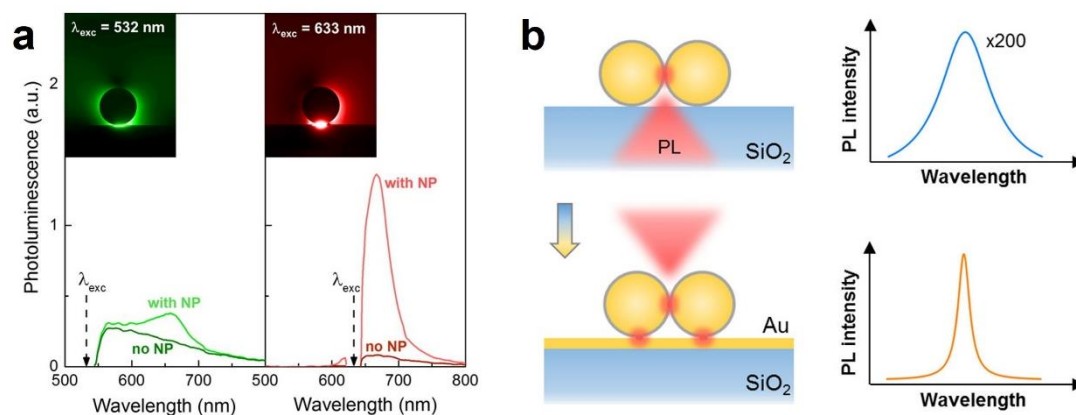 a
λexc = 532 nm
λexc = 633 nm
Photoluminescence (a.u.)
2
1
0
λexc
with NP
no NP
λexc
with NP
no NP
500 600 700 500 600 700 800
Wavelength (nm) Wavelength (nm)
b
PL
SiO₂
PL intensity
x200
Wavelength
Au
SiO₂
PL intensity
Wavelength